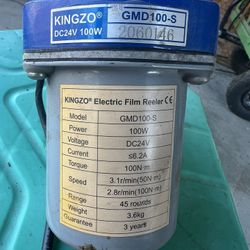 KINGZO® GMD100-S
DC24V 100W 2060146
KINGZO® Electric Film Reeler CE
Model GMD100-S
Power 100W
Voltage DC24V
Current ≤6.2A
Torque 100N·m
Speed 3.1r/min(50N·m)
2.8r/min(100N·m)
Range 45 rounds
Weight 3.6kg
Guarantee 3 years